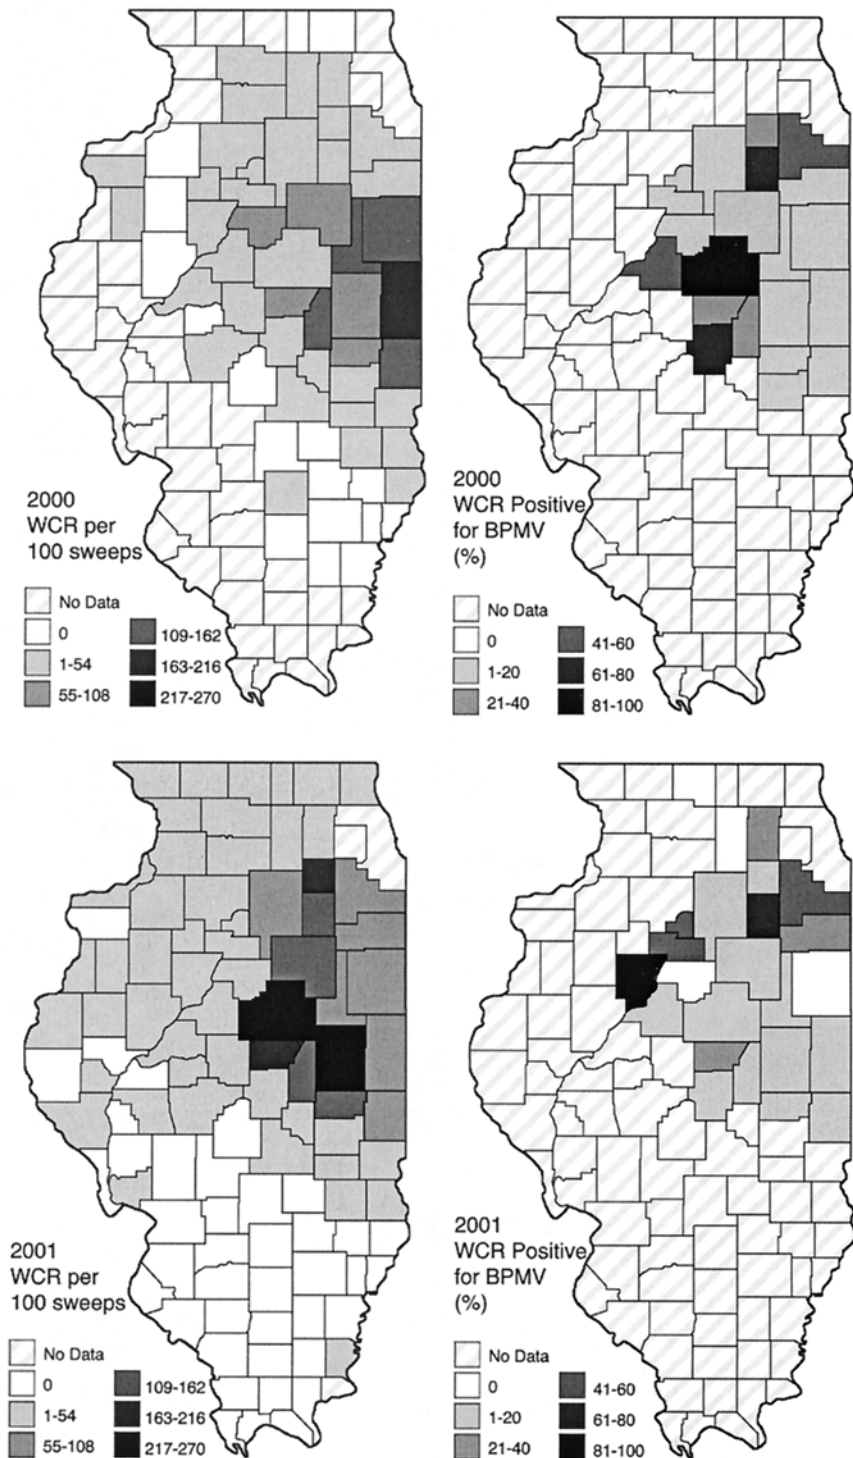 2000
WCR per
100 sweeps
No Data
0
1-54
55-108
109-162
163-216
217-270
2000
WCR Positive
for BPMV
(%)
No Data
0
1-20
21-40
41-60
61-80
81-100
2001
WCR per
100 sweeps
No Data
0
1-54
55-108
109-162
163-216
217-270
2001
WCR Positive
for BPMV
(%)
No Data
0
1-20
21-40
41-60
61-80
81-100